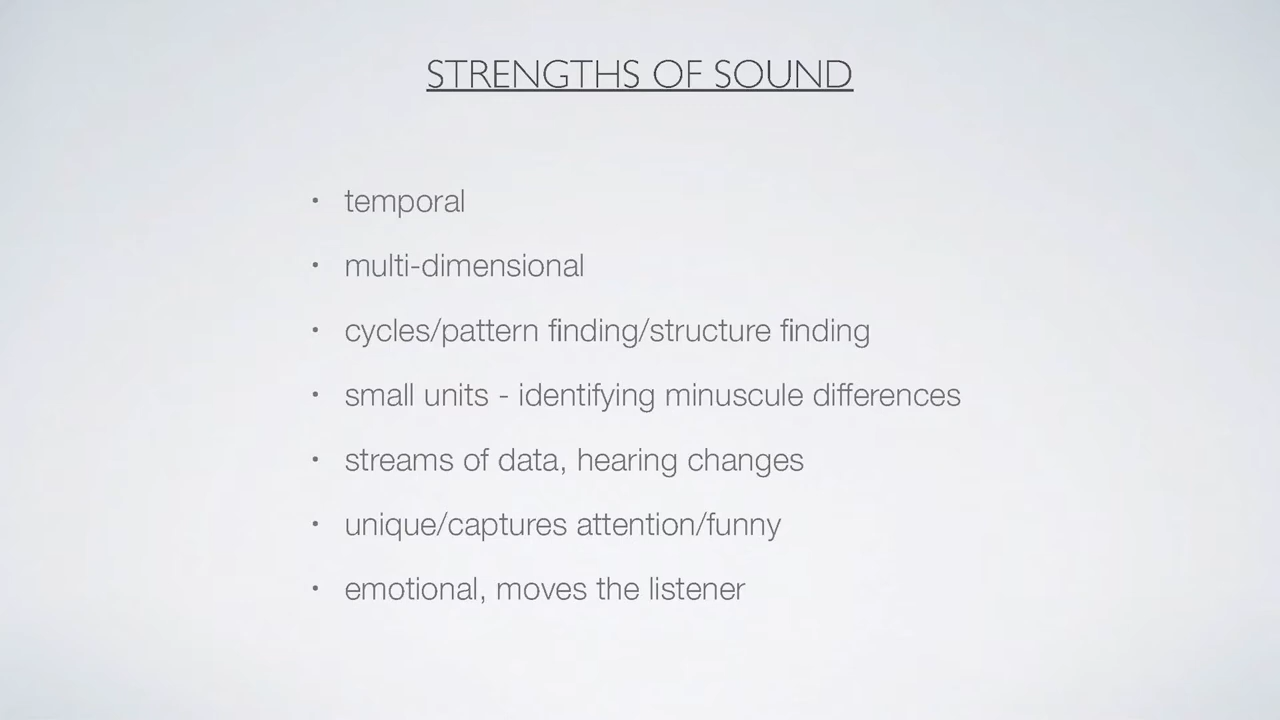 STRENGTHS OF SOUND
• temporal
• multi-dimensional
• cycles/pattern finding/structure finding
• small units - identifying minuscule differences
• streams of data, hearing changes
• unique/captures attention/funny
• emotional, moves the listener